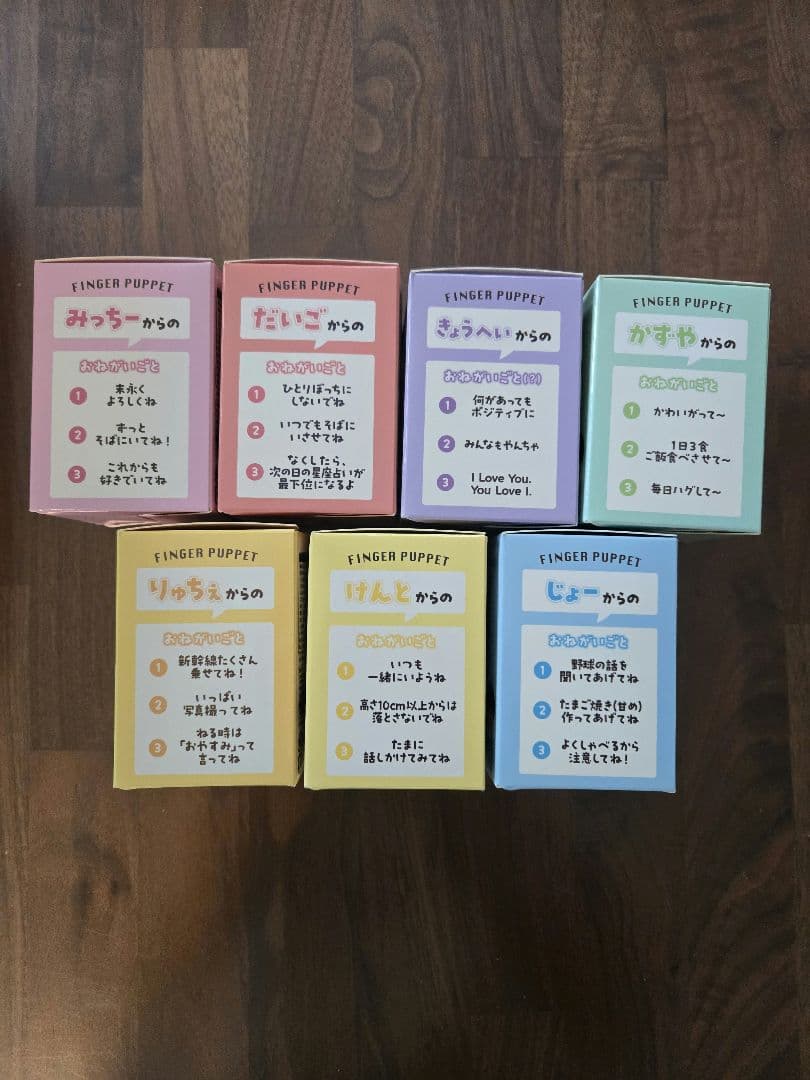 FINGER PUPPET
みっちーからの
おねがいごと
1 末永く
よろしくね
2 ずっと
そばにいてね！
3 これからも
好きでいてね
FINGER PUPPET
だいごからの
おねがいごと
1 ひとりぼっちに
しないでね
2 いつでもそばに
いさせてね
3 なくしたら、
次の日の星座占いが
最下位になるよ
FINGER PUPPET
きょうへいからの
おねがいごと(?)
1 何があっても
ポジティブに
2 みんなもやんちゃ
3 I Love You.
You Love I.
FINGER PUPPET
かずやからの
おねがいごと
1 かわいがって〜
2 1日3食
ご飯食べさせて〜
3 毎日ハグして〜
FINGER PUPPET
りゅちぇからの
おねがいごと
1 新幹線たくさん
乗せてね！
2 いっぱい
写真撮ってね
3 ねる時は
「おやすみ」って
言ってね
FINGER PUPPET
けんとからの
おねがいごと
1 いつも
一緒にいようね
2 高さ10cm以上からは
落とさないでね
3 たまに
話しかけてみてね
FINGER PUPPET
じょーからの
おねがいごと
1 野球の話を
聞いてあげてね
2 たまご焼き(甘め)
作ってあげてね
3 よくしゃべるから
注意してね！